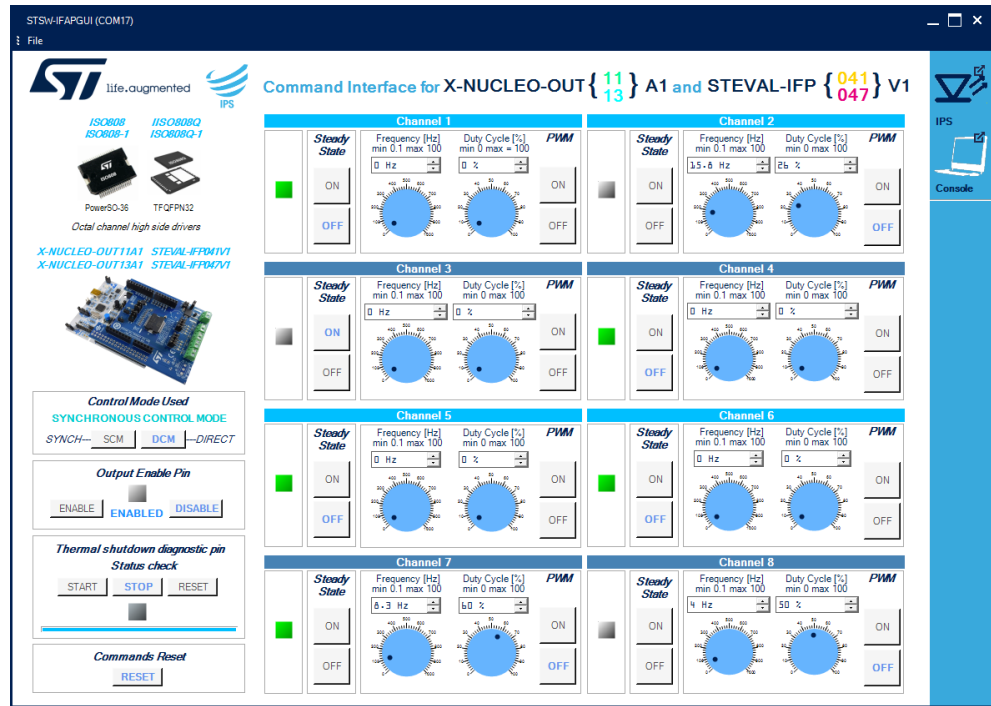 STSW-IFAPGUI (COM17)
File
life.augmented
IPS
Command Interface for X-NUCLEO-OUT { 11 13 } A1 and STEVAL-IFP { 041 047 } V1
IPS
Console
ISO808 IISO808Q
ISO808-1 ISO808Q-1
PowerSO-36 TFQFPN32
Octal channel high side drivers
X-NUCLEO-OUT11A1 STEVAL-IFP041V1
X-NUCLEO-OUT13A1 STEVAL-IFP047V1
Control Mode Used
SYNCHRONOUS CONTROL MODE
SYNCH--- SCM DCM ---DIRECT
Output Enable Pin
ENABLE ENABLED DISABLE
Thermal shutdown diagnostic pin
Status check
START STOP RESET
Commands Reset
RESET
Channel 1
Steady State
Frequency [Hz] Duty Cycle [%] PWM
min 0.1 max 100 min 0 max = 100
0 Hz 0 %
ON ON
OFF OFF
Channel 2
Steady State
Frequency [Hz] Duty Cycle [%] PWM
min 0.1 max 100 min 0 max 100
15.8 Hz 26 %
ON ON
OFF OFF
Channel 3
Steady State
Frequency [Hz] Duty Cycle [%] PWM
min 0.1 max 100 min 0 max 100
0 Hz 0 %
ON ON
OFF OFF
Channel 4
Steady State
Frequency [Hz] Duty Cycle [%] PWM
min 0.1 max 100 min 0 max 100
0 Hz 0 %
ON ON
OFF OFF
Channel 5
Steady State
Frequency [Hz] Duty Cycle [%] PWM
min 0.1 max 100 min 0 max 100
0 Hz 0 %
ON ON
OFF OFF
Channel 6
Steady State
Frequency [Hz] Duty Cycle [%] PWM
min 0.1 max 100 min 0 max 100
0 Hz 0 %
ON ON
OFF OFF
Channel 7
Steady State
Frequency [Hz] Duty Cycle [%] PWM
min 0.1 max 100 min 0 max 100
8.3 Hz 60 %
ON ON
OFF OFF
Channel 8
Steady State
Frequency [Hz] Duty Cycle [%] PWM
min 0.1 max 100 min 0 max 100
4 Hz 50 %
ON ON
OFF OFF